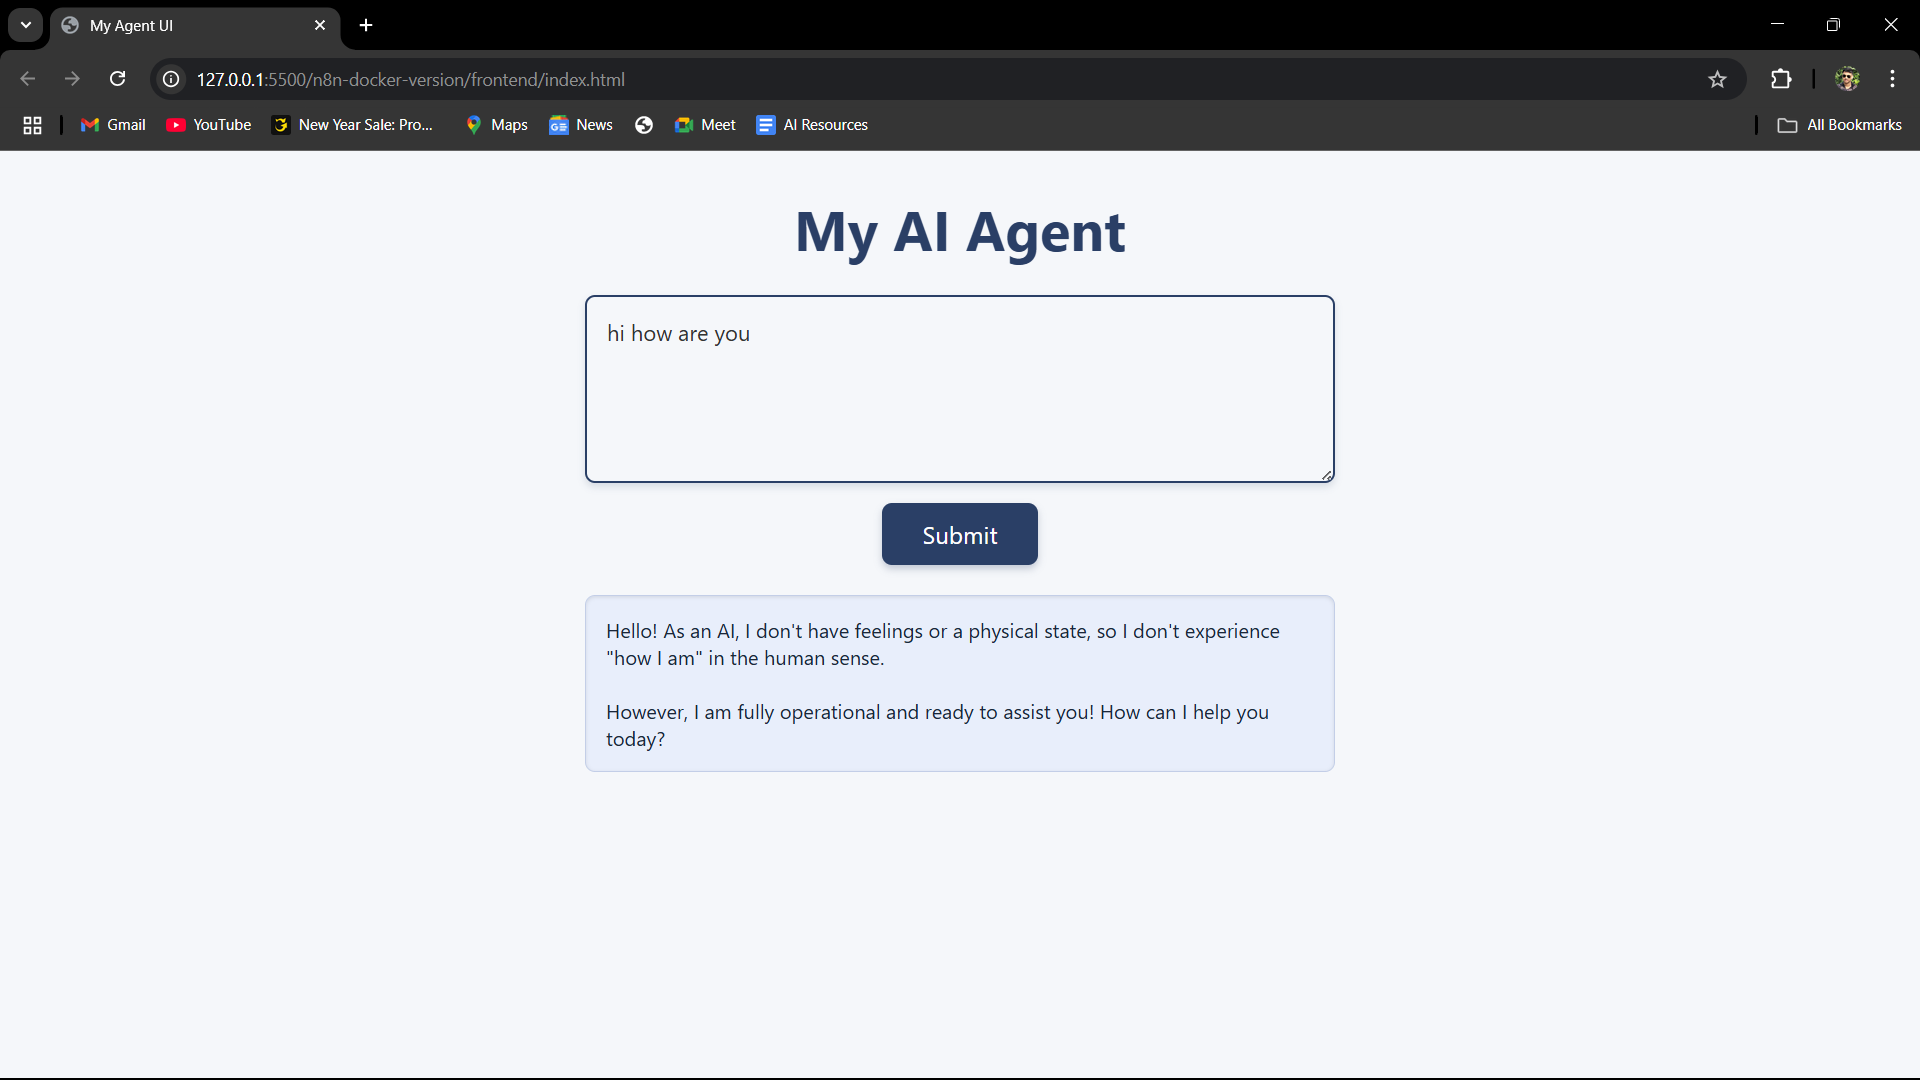 My Agent UI
127.0.0.1:5500/n8n-docker-version/frontend/index.html
Gmail YouTube New Year Sale: Pro... Maps News Meet AI Resources All Bookmarks
My AI Agent
hi how are you
Submit
Hello! As an AI, I don't have feelings or a physical state, so I don't experience
"how I am" in the human sense.
However, I am fully operational and ready to assist you! How can I help you
today?